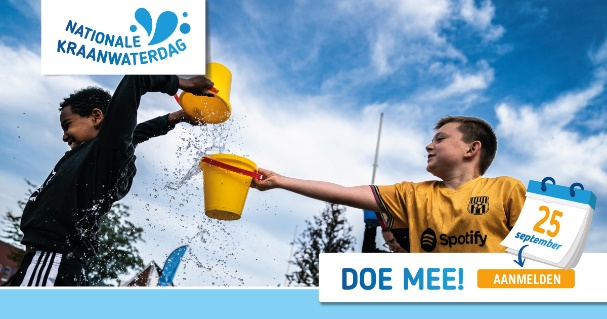 NATIONALE
KRAANWATERDAG
Spotify
25
september
DOE MEE!
AANMELDEN